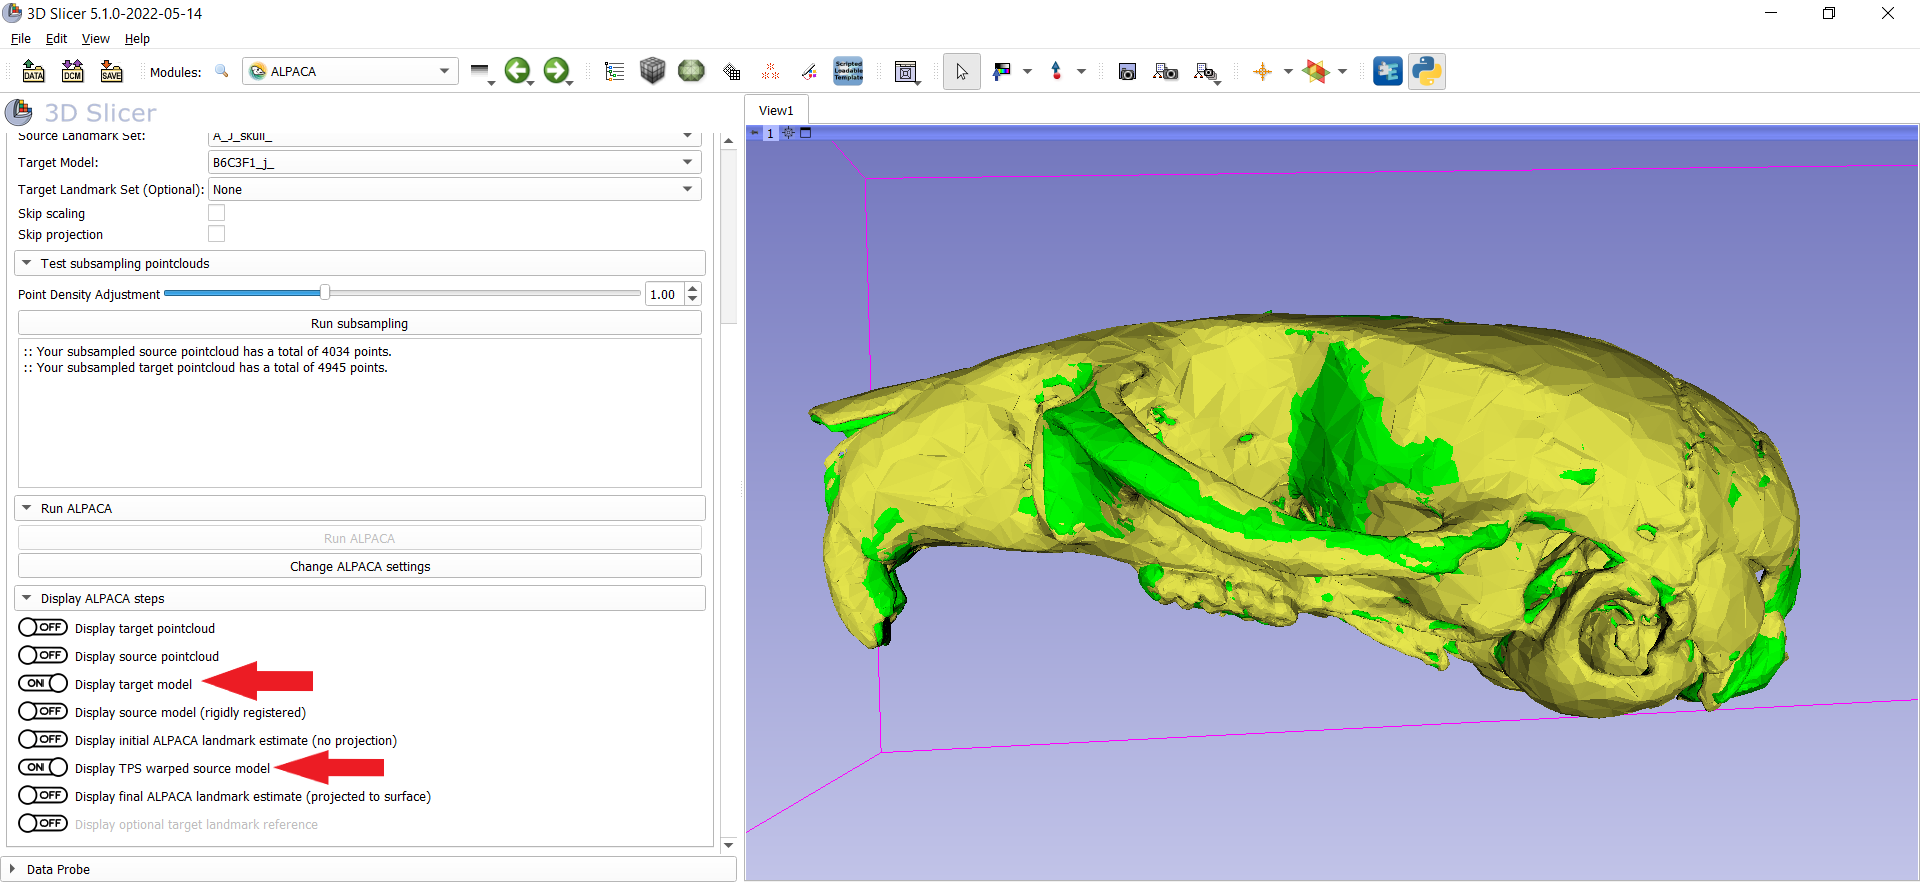 3D Slicer 5.1.0-2022-05-14
File Edit View Help
DATA DCM SAVE Modules: ALPACA Scripted Loadable Template
3D Slicer
View1
1
Source Landmark Set: A_J_skull_
Target Model: B6C3F1_j_
Target Landmark Set (Optional): None
Skip scaling
Skip projection
Test subsampling pointclouds
Point Density Adjustment 1.00
Run subsampling
:: Your subsampled source pointcloud has a total of 4034 points.
:: Your subsampled target pointcloud has a total of 4945 points.
Run ALPACA
Run ALPACA
Change ALPACA settings
Display ALPACA steps
OFF Display target pointcloud
OFF Display source pointcloud
ON Display target model
OFF Display source model (rigidly registered)
OFF Display initial ALPACA landmark estimate (no projection)
ON Display TPS warped source model
OFF Display final ALPACA landmark estimate (projected to surface)
OFF Display optional target landmark reference
Data Probe